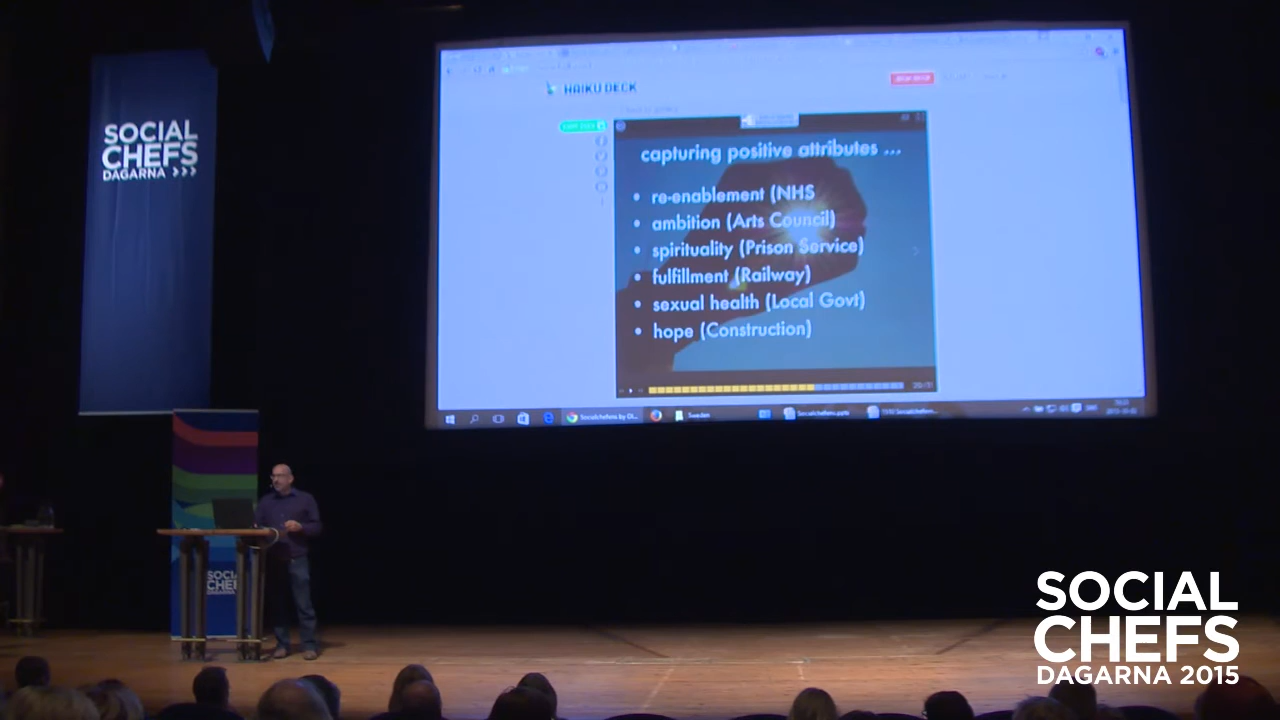 SOCIAL
CHEFS
DAGARNA >>>
HAIKU DECK
capturing positive attributes ...
• re-enablement (NHS
• ambition (Arts Council)
• spirituality (Prison Service)
• fulfillment (Railway)
• sexual health (Local Govt)
• hope (Construction)
Sweden
SOCIAL
CHEFS
DAGARNA 2015